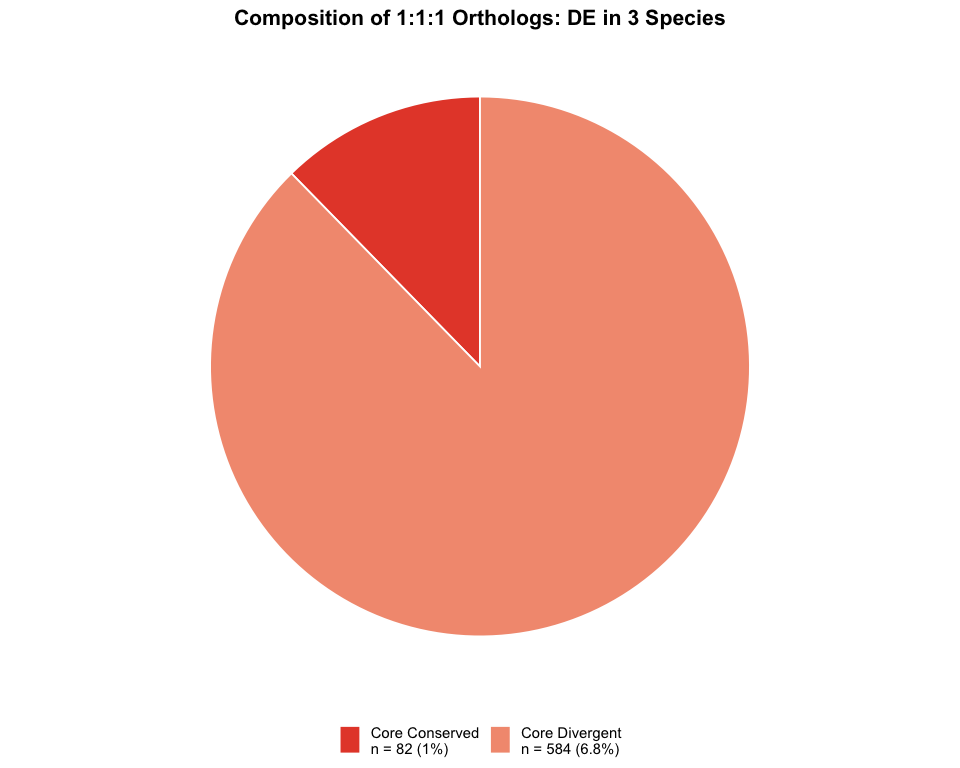 Composition of 1:1:1 Orthologs: DE in 3 Species
Core Conserved
n = 82 (1%)
Core Divergent
n = 584 (6.8%)